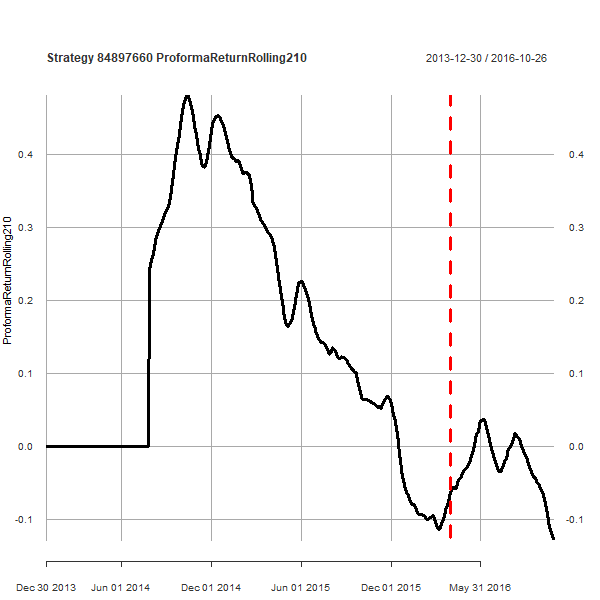 Strategy 84897660 ProformaReturnRolling210
2013-12-30 / 2016-10-26
ProformaReturnRolling210
0.4 0.4
0.3 0.3
0.2 0.2
0.1 0.1
0.0 0.0
-0.1 -0.1
Dec 30 2013 Jun 01 2014 Dec 01 2014 Jun 01 2015 Dec 01 2015 May 31 2016